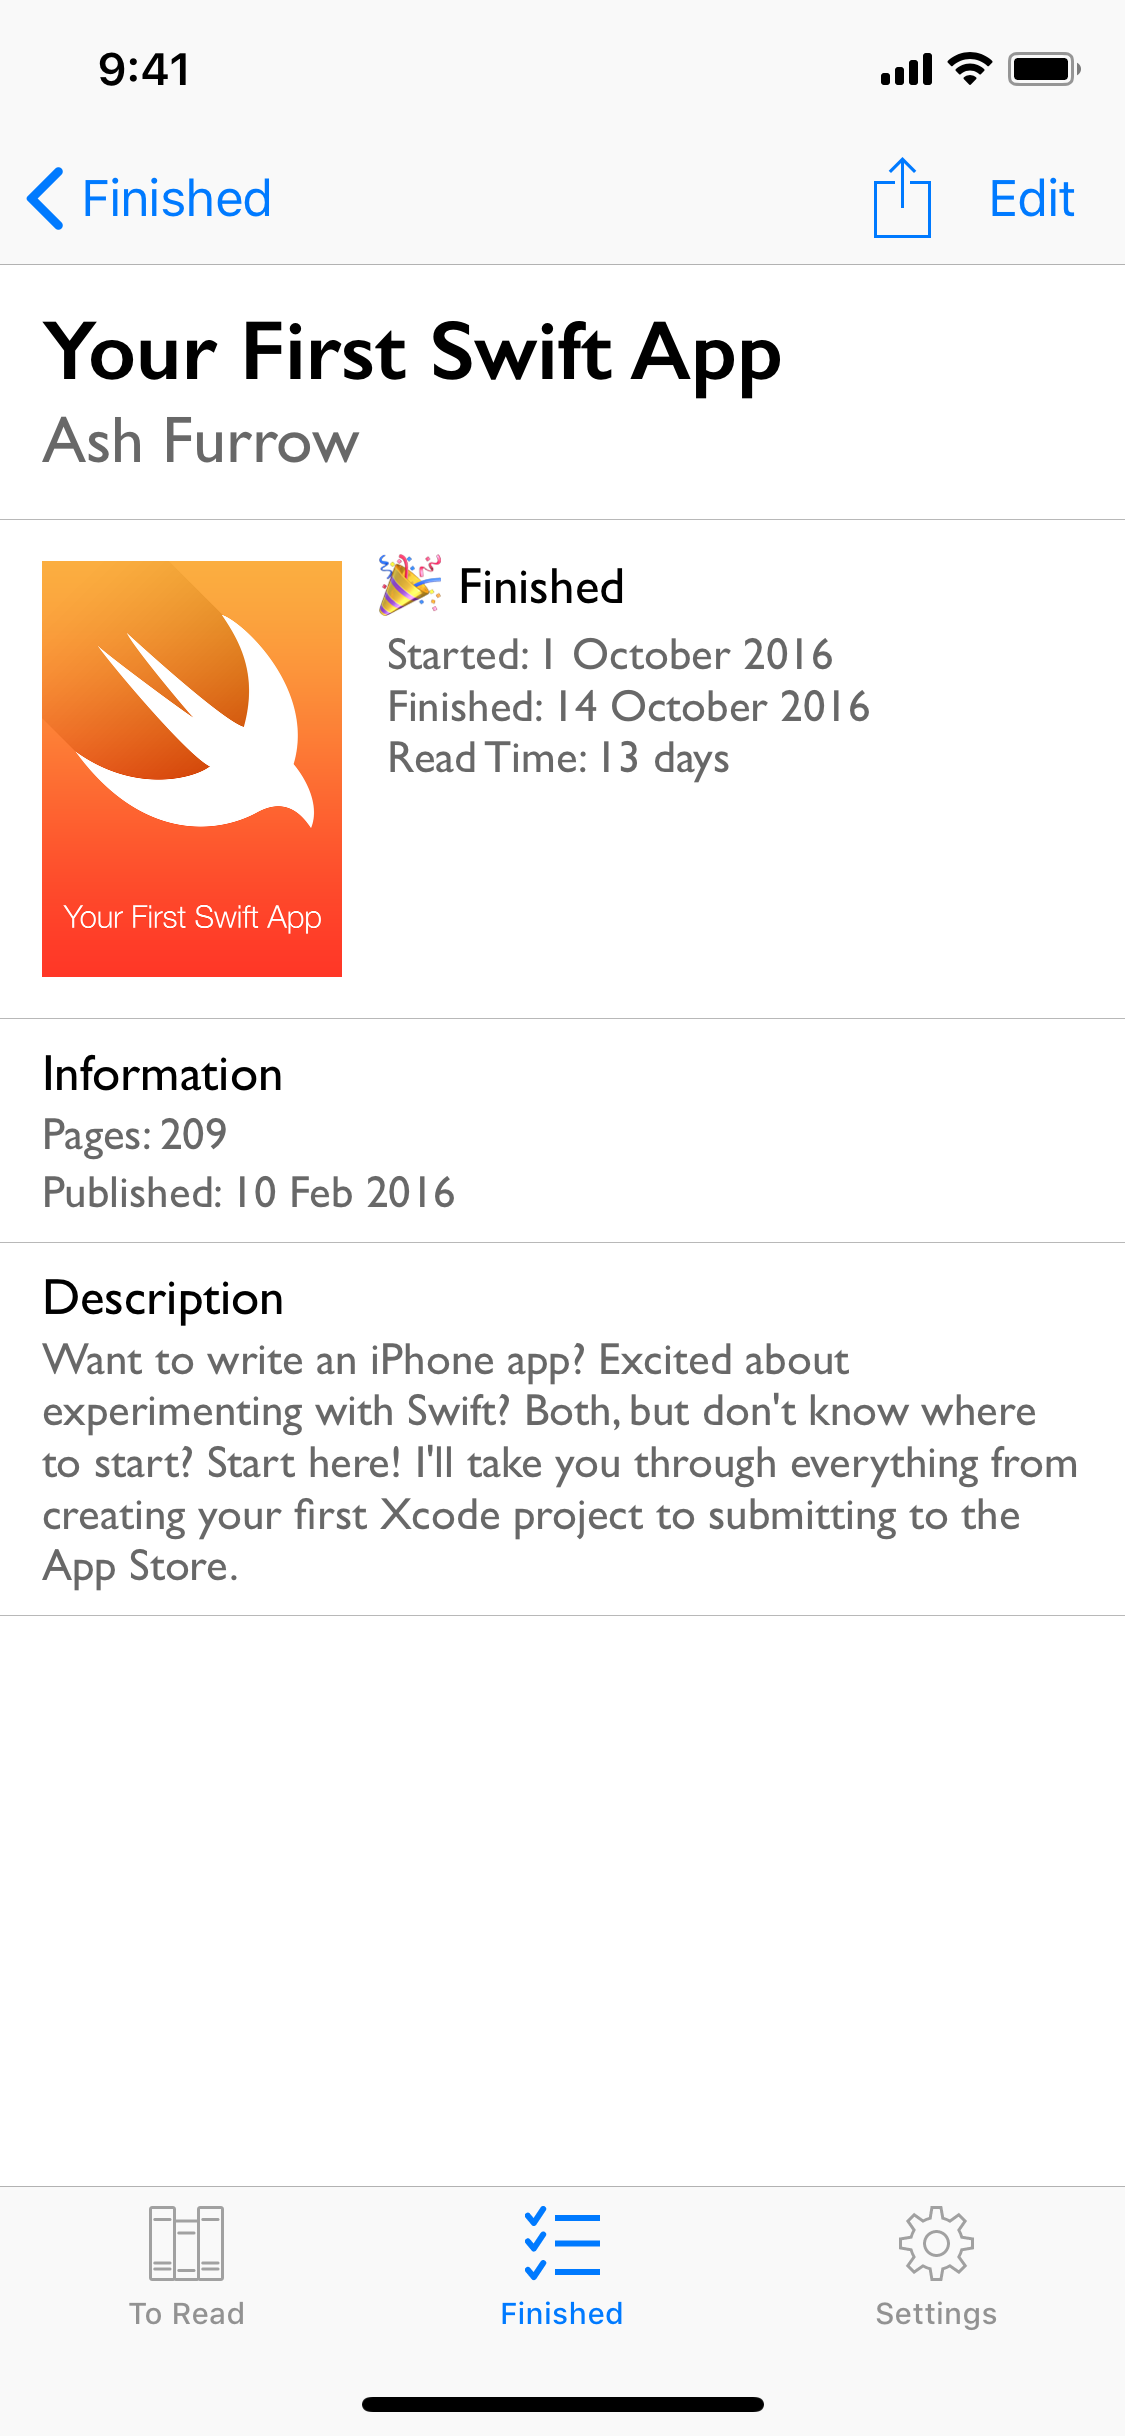 9:41
Finished
Edit
Your First Swift App
Ash Furrow
🎉 Finished
Started: 1 October 2016
Finished: 14 October 2016
Read Time: 13 days
Your First Swift App
Information
Pages: 209
Published: 10 Feb 2016
Description
Want to write an iPhone app? Excited about
experimenting with Swift? Both, but don't know where
to start? Start here! I'll take you through everything from
creating your first Xcode project to submitting to the
App Store.
To Read
Finished
Settings